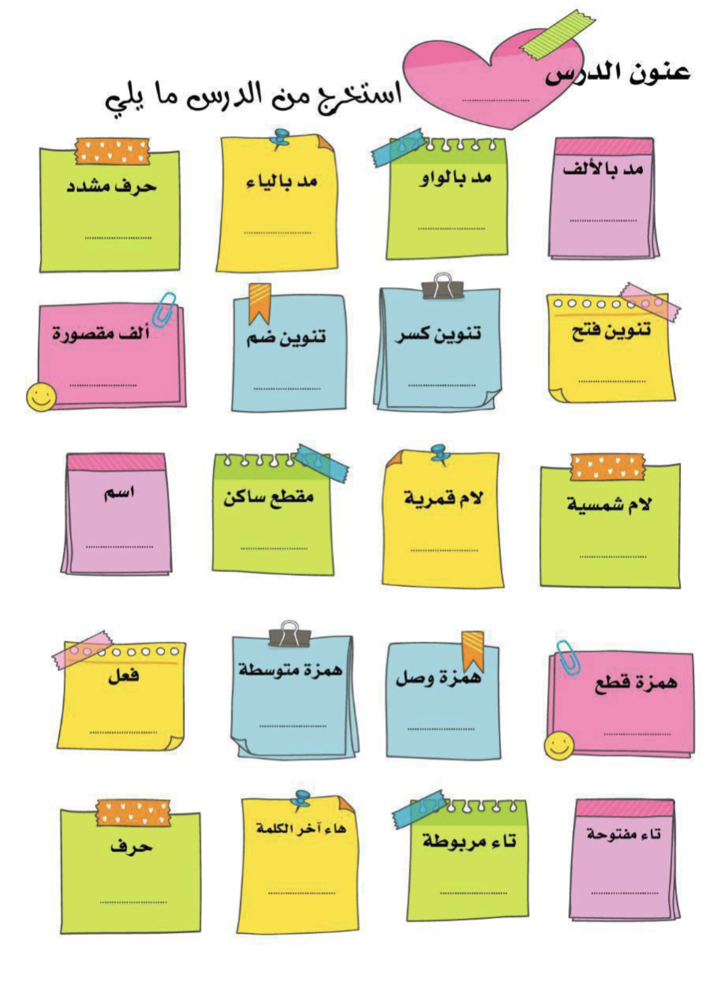 عنون الدرس
استخرج من الدرس ما يلي
مد بالألف
مد بالواو
مد بالياء
حرف مشدد
تنوين فتح
تنوين كسر
تنوين ضم
ألف مقصورة
لام شمسية
لام قمرية
مقطع ساكن
اسم
همزة قطع
همزة وصل
همزة متوسطة
فعل
تاء مفتوحة
تاء مربوطة
هاء آخر الكلمة
حرف